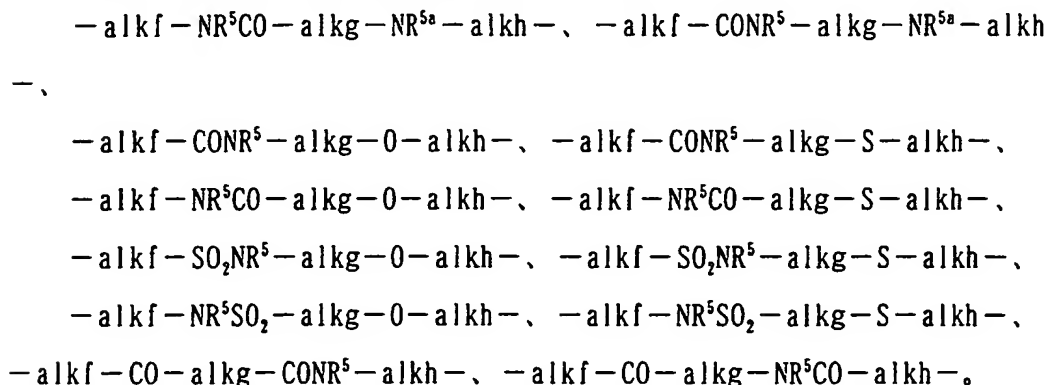 －alkf－NR⁵CO－alkg－NR⁵ᵃ－alkh－、－alkf－CONR⁵－alkg－NR⁵ᵃ－alkh
－、
－alkf－CONR⁵－alkg－O－alkh－、－alkf－CONR⁵－alkg－S－alkh－、
－alkf－NR⁵CO－alkg－O－alkh－、－alkf－NR⁵CO－alkg－S－alkh－、
－alkf－SO₂NR⁵－alkg－O－alkh－、－alkf－SO₂NR⁵－alkg－S－alkh－、
－alkf－NR⁵SO₂－alkg－O－alkh－、－alkf－NR⁵SO₂－alkg－S－alkh－、
－alkf－CO－alkg－CONR⁵－alkh－、－alkf－CO－alkg－NR⁵CO－alkh－。